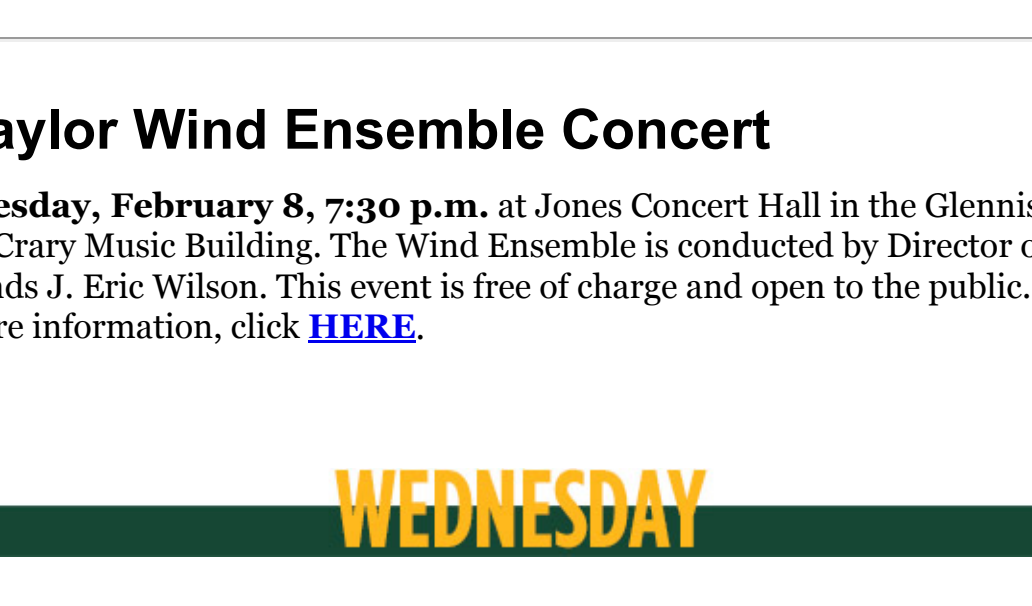 aylor Wind Ensemble Concert
esday, February 8, 7:30 p.m. at Jones Concert Hall in the Glennis
Crary Music Building. The Wind Ensemble is conducted by Director o
nds J. Eric Wilson. This event is free of charge and open to the public.
re information, click HERE.
WEDNESDAY